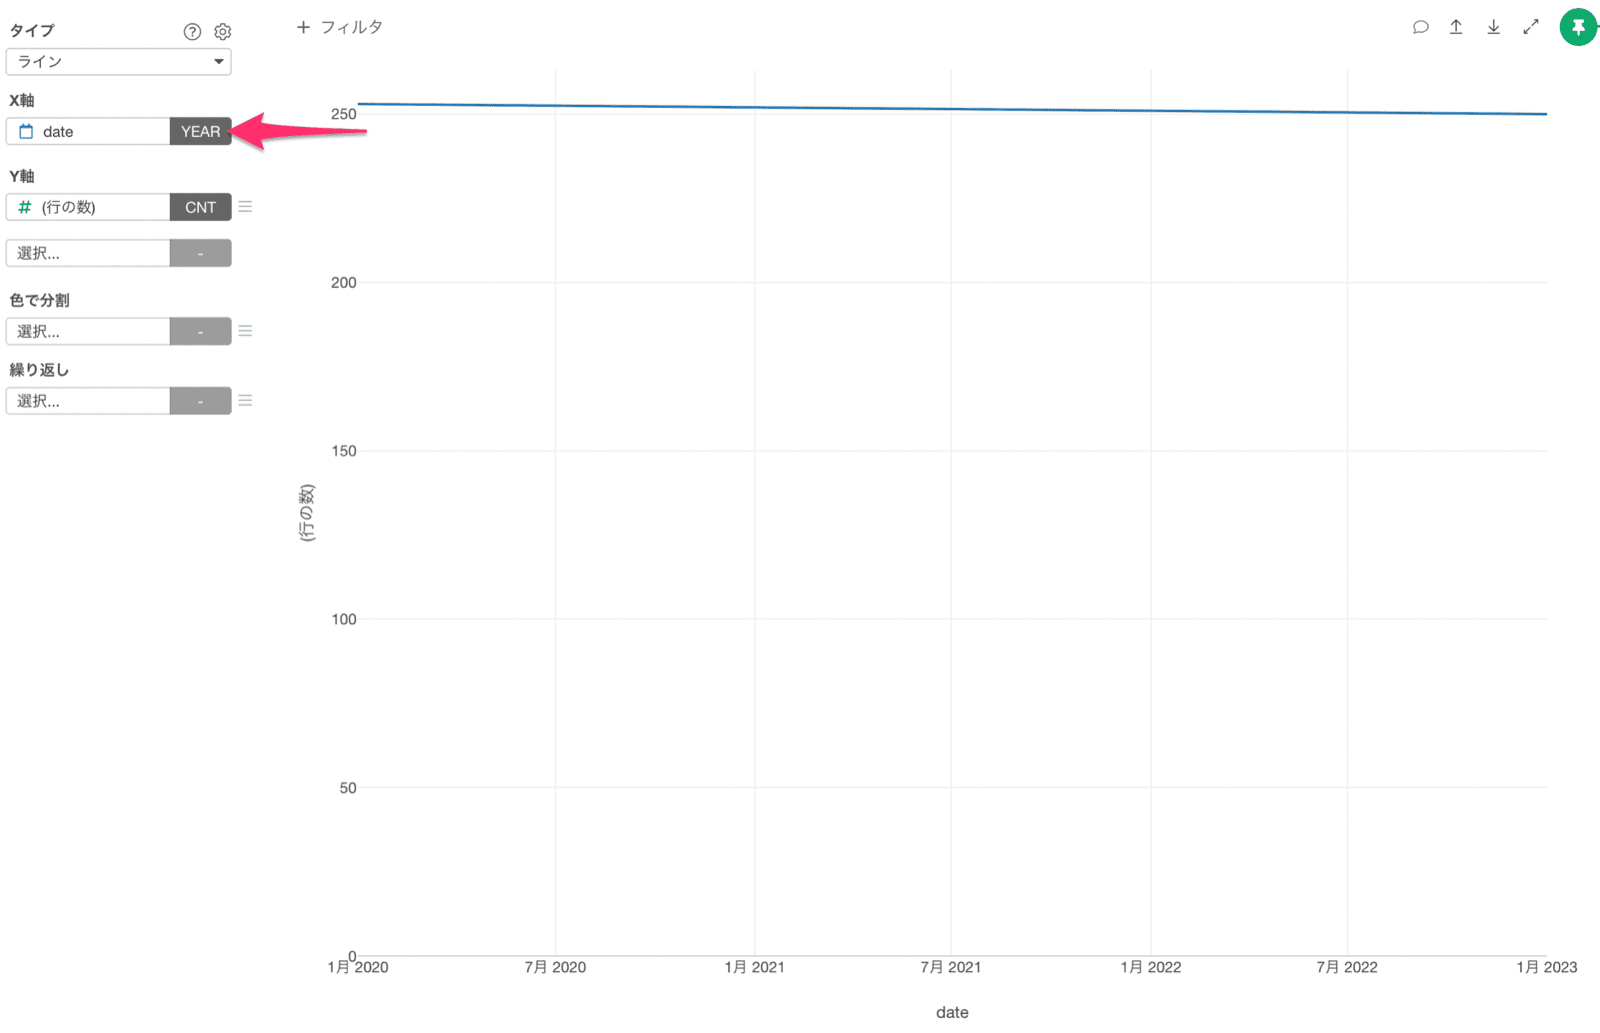 タイプ
ライン
X軸
date YEAR
Y軸
# (行の数) CNT
選択... -
色で分割
選択... -
繰り返し
選択... -
+ フィルタ
250
200
150
100
50
0
(行の数)
1月 2020 7月 2020 1月 2021 7月 2021 1月 2022 7月 2022 1月 2023
date